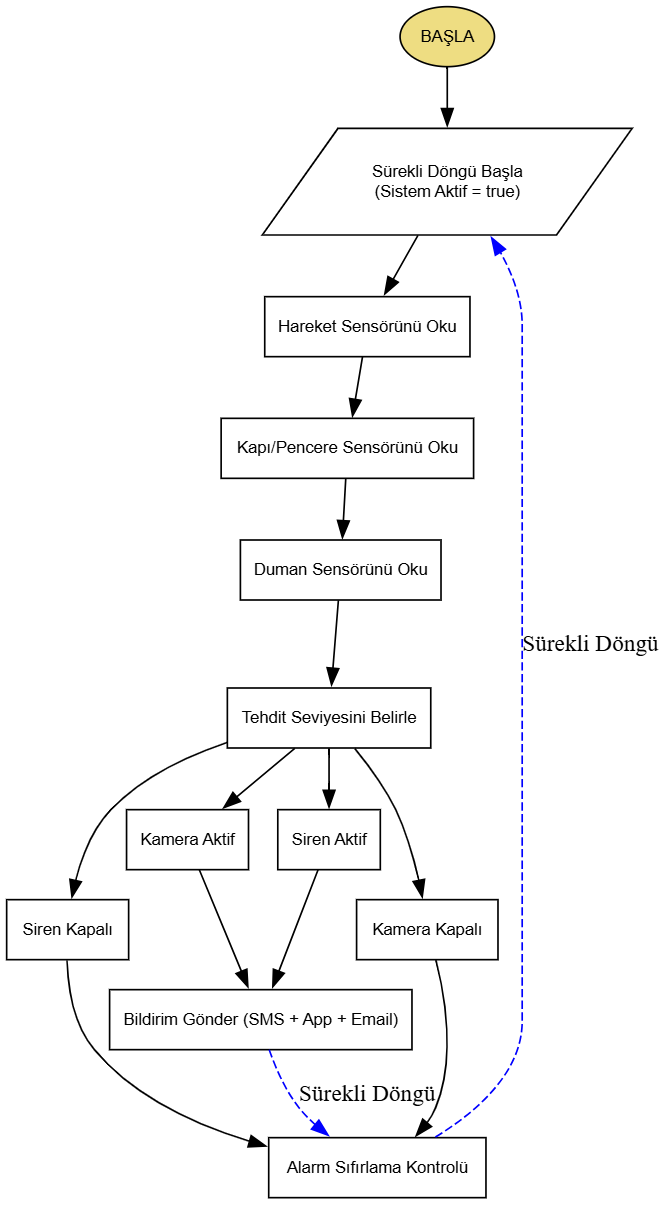 BAŞLA
Sürekli Döngü Başla
(Sistem Aktif = true)
Hareket Sensörünü Oku
Kapı/Pencere Sensörünü Oku
Duman Sensörünü Oku
Sürekli Döngü
Tehdit Seviyesini Belirle
Kamera Aktif
Siren Aktif
Siren Kapalı
Kamera Kapalı
Bildirim Gönder (SMS + App + Email)
Sürekli Döngü
Alarm Sıfırlama Kontrolü